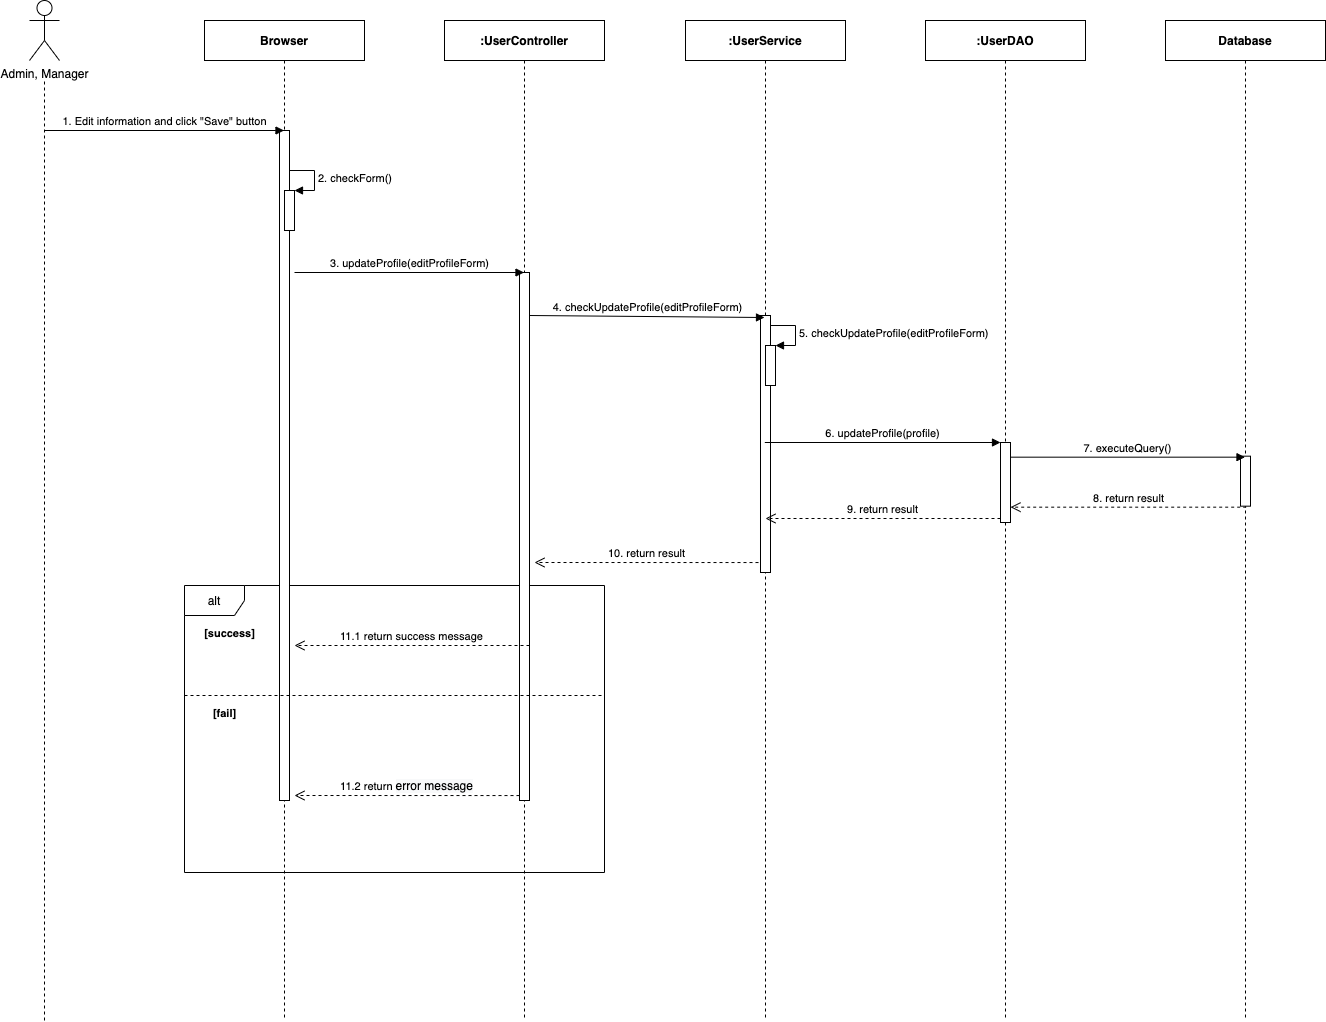 Admin, Manager
Browser
:UserController
:UserService
:UserDAO
Database
1. Edit information and click "Save" button
2. checkForm()
3. updateProfile(editProfileForm)
4. checkUpdateProfile(editProfileForm)
5. checkUpdateProfile(editProfileForm)
6. updateProfile(profile)
7. executeQuery()
8. return result
9. return result
10. return result
alt
[success]
11.1 return success message
[fail]
11.2 return error message